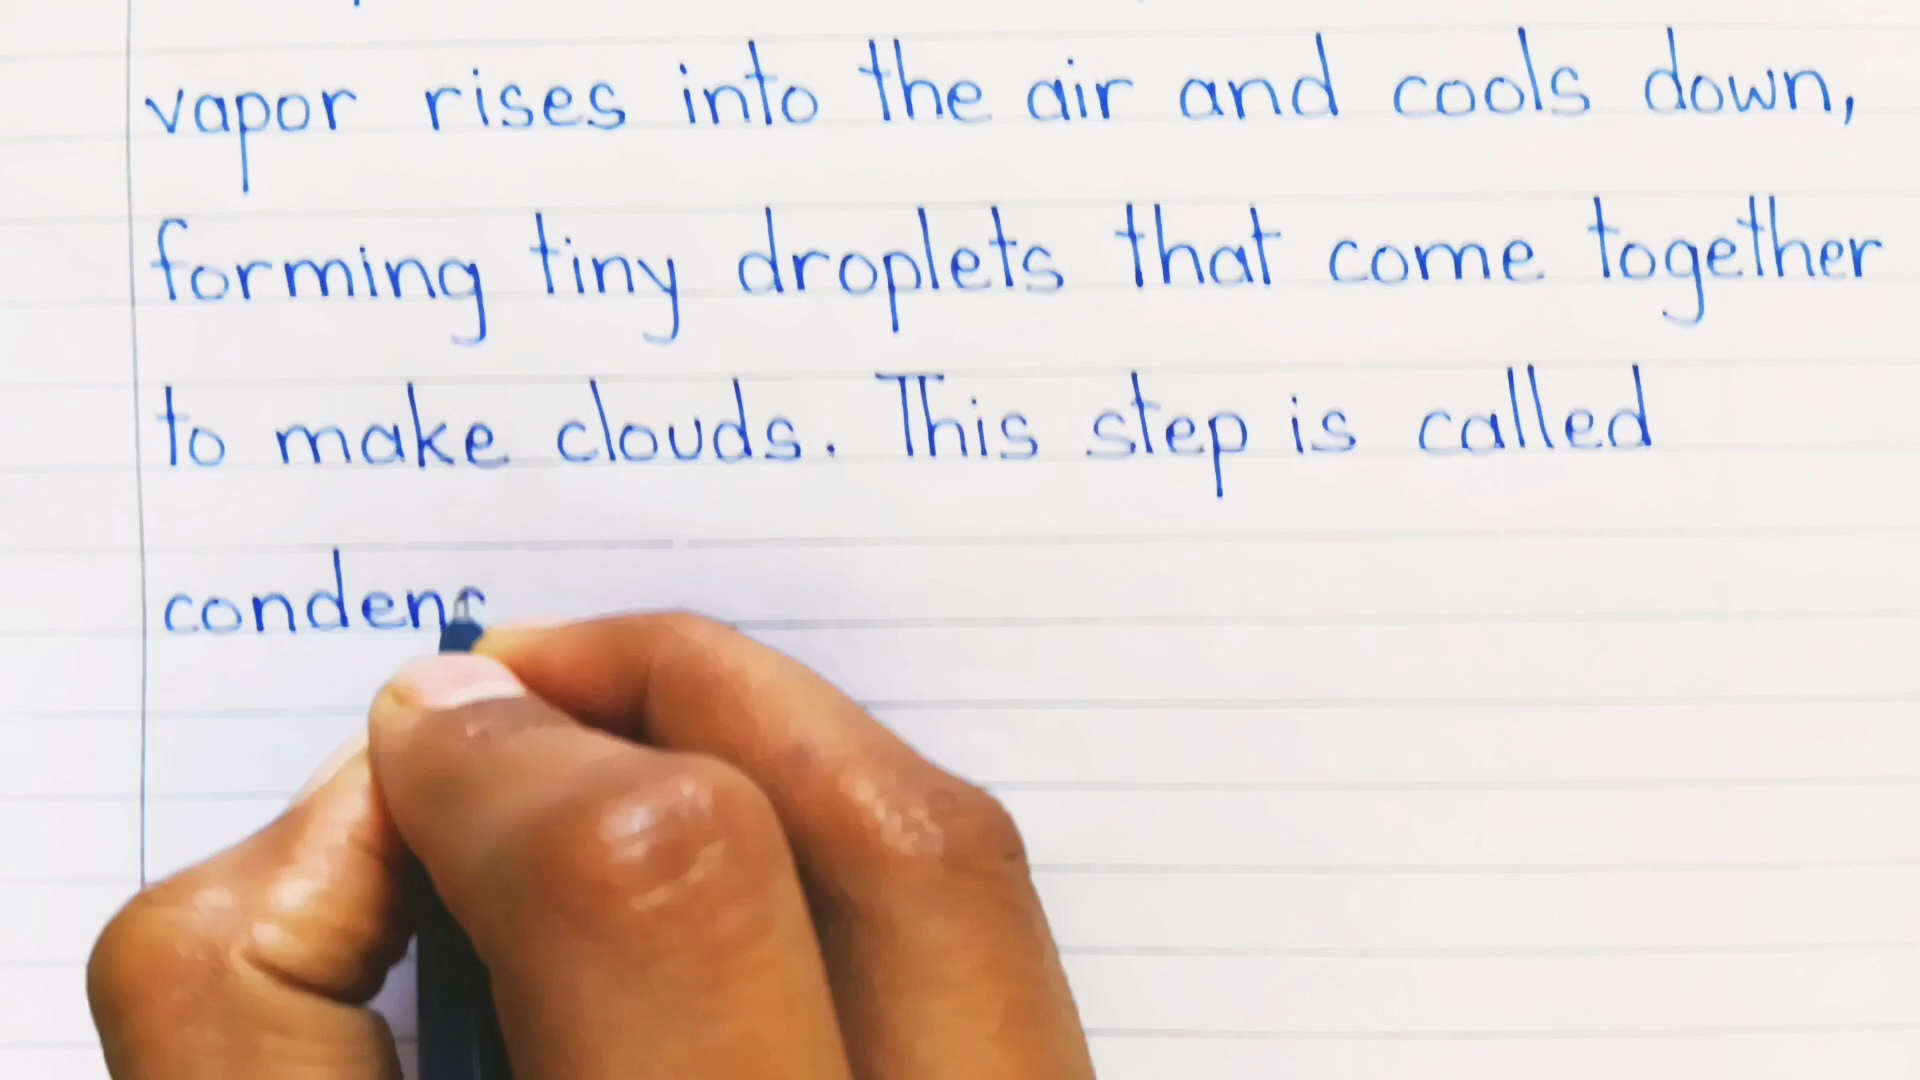 vapor rises into the air and cools down,
forming tiny droplets that come together
to make clouds. This step is called
condens